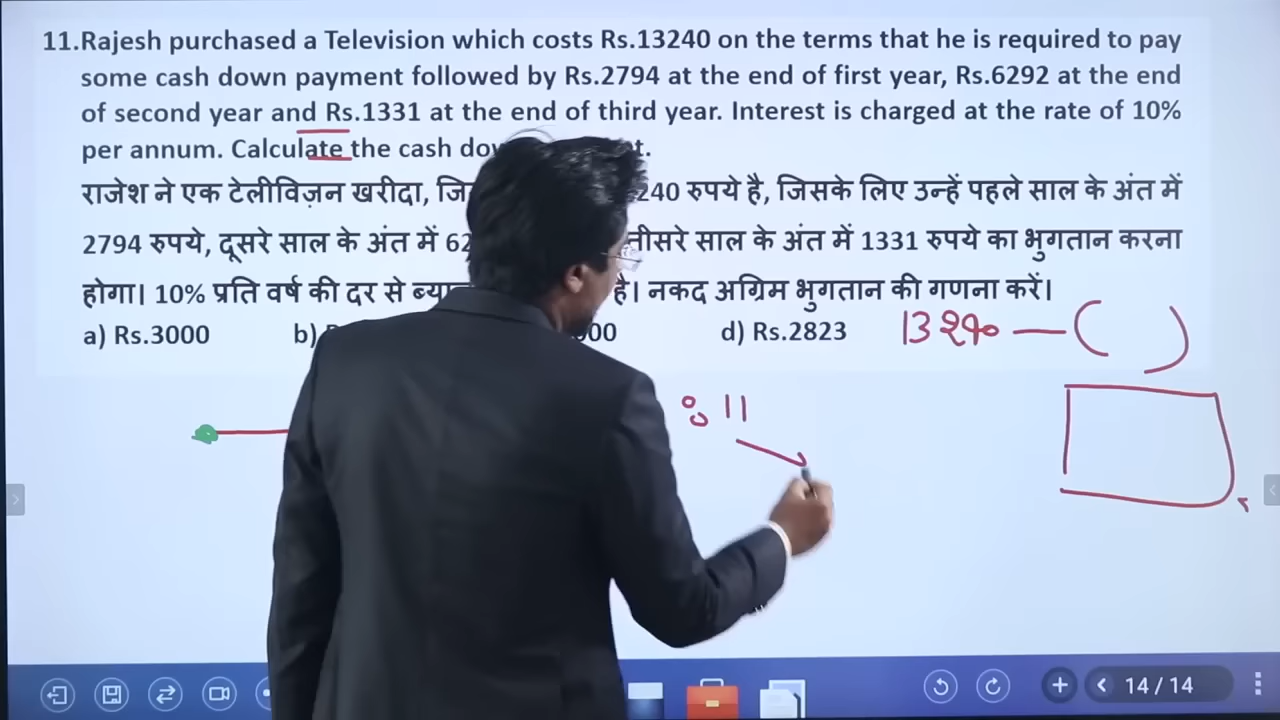 11.Rajesh purchased a Television which costs Rs.13240 on the terms that he is required to pay
some cash down payment followed by Rs.2794 at the end of first year, Rs.6292 at the end
of second year and Rs.1331 at the end of third year. Interest is charged at the rate of 10%
per annum. Calculate the cash
राजेश ने एक टेलीविज़न खरीदा, 240 रुपये है, जिसके लिए उन्हें पहले साल के अंत में
2794 रुपये, दूसरे साल के अंत में तीसरे साल के अंत में 1331 रुपये का भुगतान करना
होगा। 10% प्रति वर्ष की दर से है। नकद अग्रिम भुगतान की गणना करें।
a) Rs.3000 b) d) Rs.2823 13240 — ( )
% 11
14 / 14